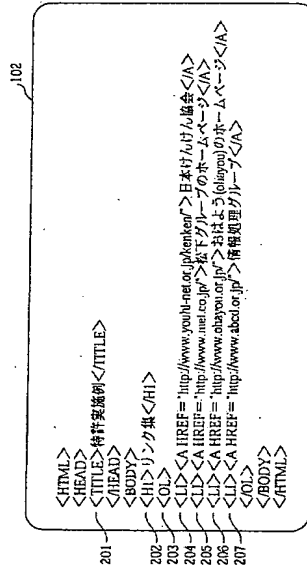 102
<HTML>
<HEAD>
201 <TITLE>特許実施例</TITLE>
</HEAD>
<BODY>
202 <H1>リンク集</H1>
203 <OL>
204 <LI><A HREF="http://www.youhi-net.or.jp/kenken/">日本けんけん協会</A>
205 <LI><A HREF="http://www.mei.co.jp/">松下グループのホームページ</A>
206 <LI><A HREF="http://www.ohayou.or.jp/">おはよう(ohayou)のホームページ</A>
207 <LI><A HREF="http://www.abcd.or.jp/">情報処理グループ</A>
</OL>
</BODY>
</HTML>